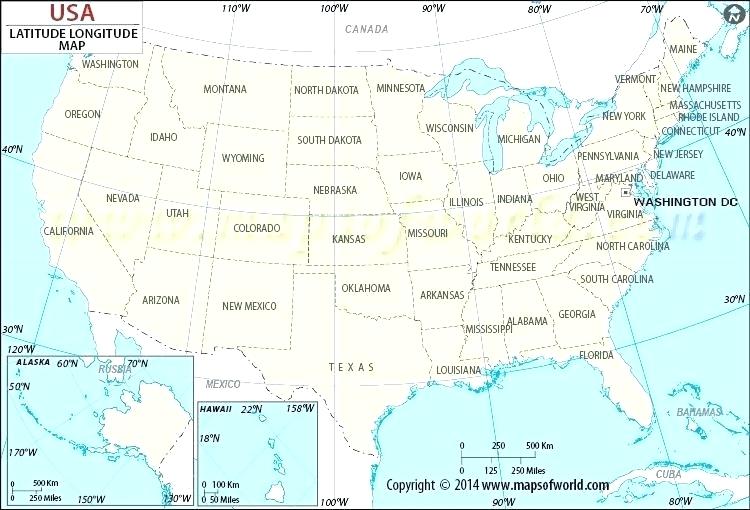 USA
LATITUDE LONGITUDE
MAP
120°W
110°W
100°W
90°W
80°W
70°W
N
CANADA
WASHINGTON
MONTANA
NORTH DAKOTA
MINNESOTA
MAINE
VERMONT
NEW HAMPSHIRE
OREGON
IDAHO
WYOMING
SOUTH DAKOTA
WISCONSIN
MICHIGAN
NEW YORK
MASSACHUSETTS
RHODE ISLAND
CONNECTICUT
40°N
40°N
NEVADA
UTAH
COLORADO
NEBRASKA
IOWA
ILLINOIS
INDIANA
OHIO
PENNSYLVANIA
NEW JERSEY
MARYLAND
DELAWARE
WASHINGTON DC
WEST
VIRGINIA
VIRGINIA
CALIFORNIA
KANSAS
MISSOURI
KENTUCKY
NORTH CAROLINA
TENNESSEE
ARIZONA
NEW MEXICO
OKLAHOMA
ARKANSAS
SOUTH CAROLINA
MISSISSIPPI
ALABAMA
GEORGIA
30°N
30°N
120°W
TEXAS
LOUISIANA
FLORIDA
MEXICO
BAHAMAS
CUBA
ALASKA
60°N
RUSSIA
70°N
50°N
170°W
0 500 Km
0 250 Miles
150°W
130°W
HAWAII
22°N
158°W
18°N
0 100 Km
0 50 Miles
100°W
0 250 500 Km
0 125 250 Miles
Copyright © 2014 www.mapsofworld.com
90°W
80°W